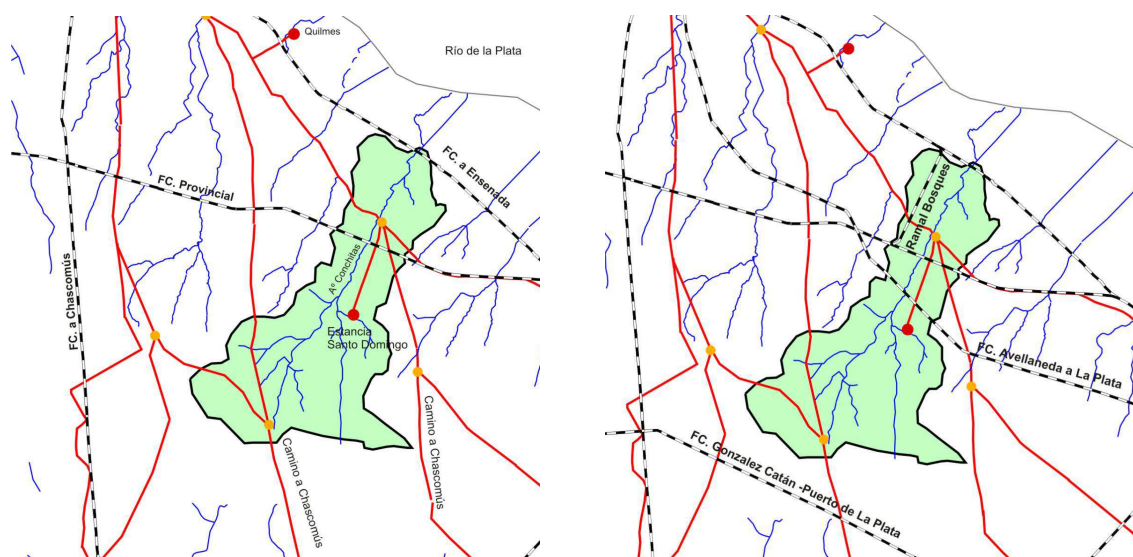 Quilmes
Río de la Plata
FC. a Ensenada
FC. Provincial
FC. a Chascomús
Aº Conchitas
Estancia
Santo Domingo
Camino a Chascomús
Camino a Chascomús
Ramal Bosques
FC. Avellaneda a La Plata
FC. Gonzalez Catán -Puerto de La Plata